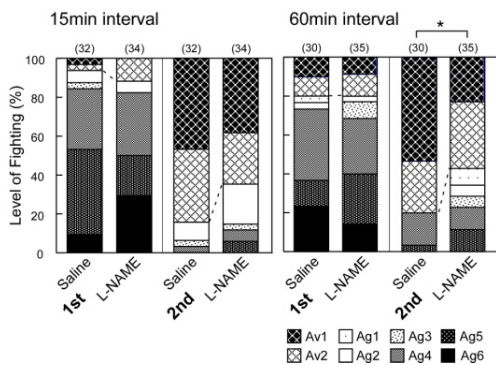 15min interval
60min interval
*
(32) (34) (32) (34)
(30) (35) (30) (35)
Level of Fighting (%)
100
80
60
40
20
0
Saline L-NAME Saline L-NAME
1st 2nd
Saline L-NAME Saline L-NAME
1st 2nd
Av1 Ag1 Ag3 Ag5
Av2 Ag2 Ag4 Ag6